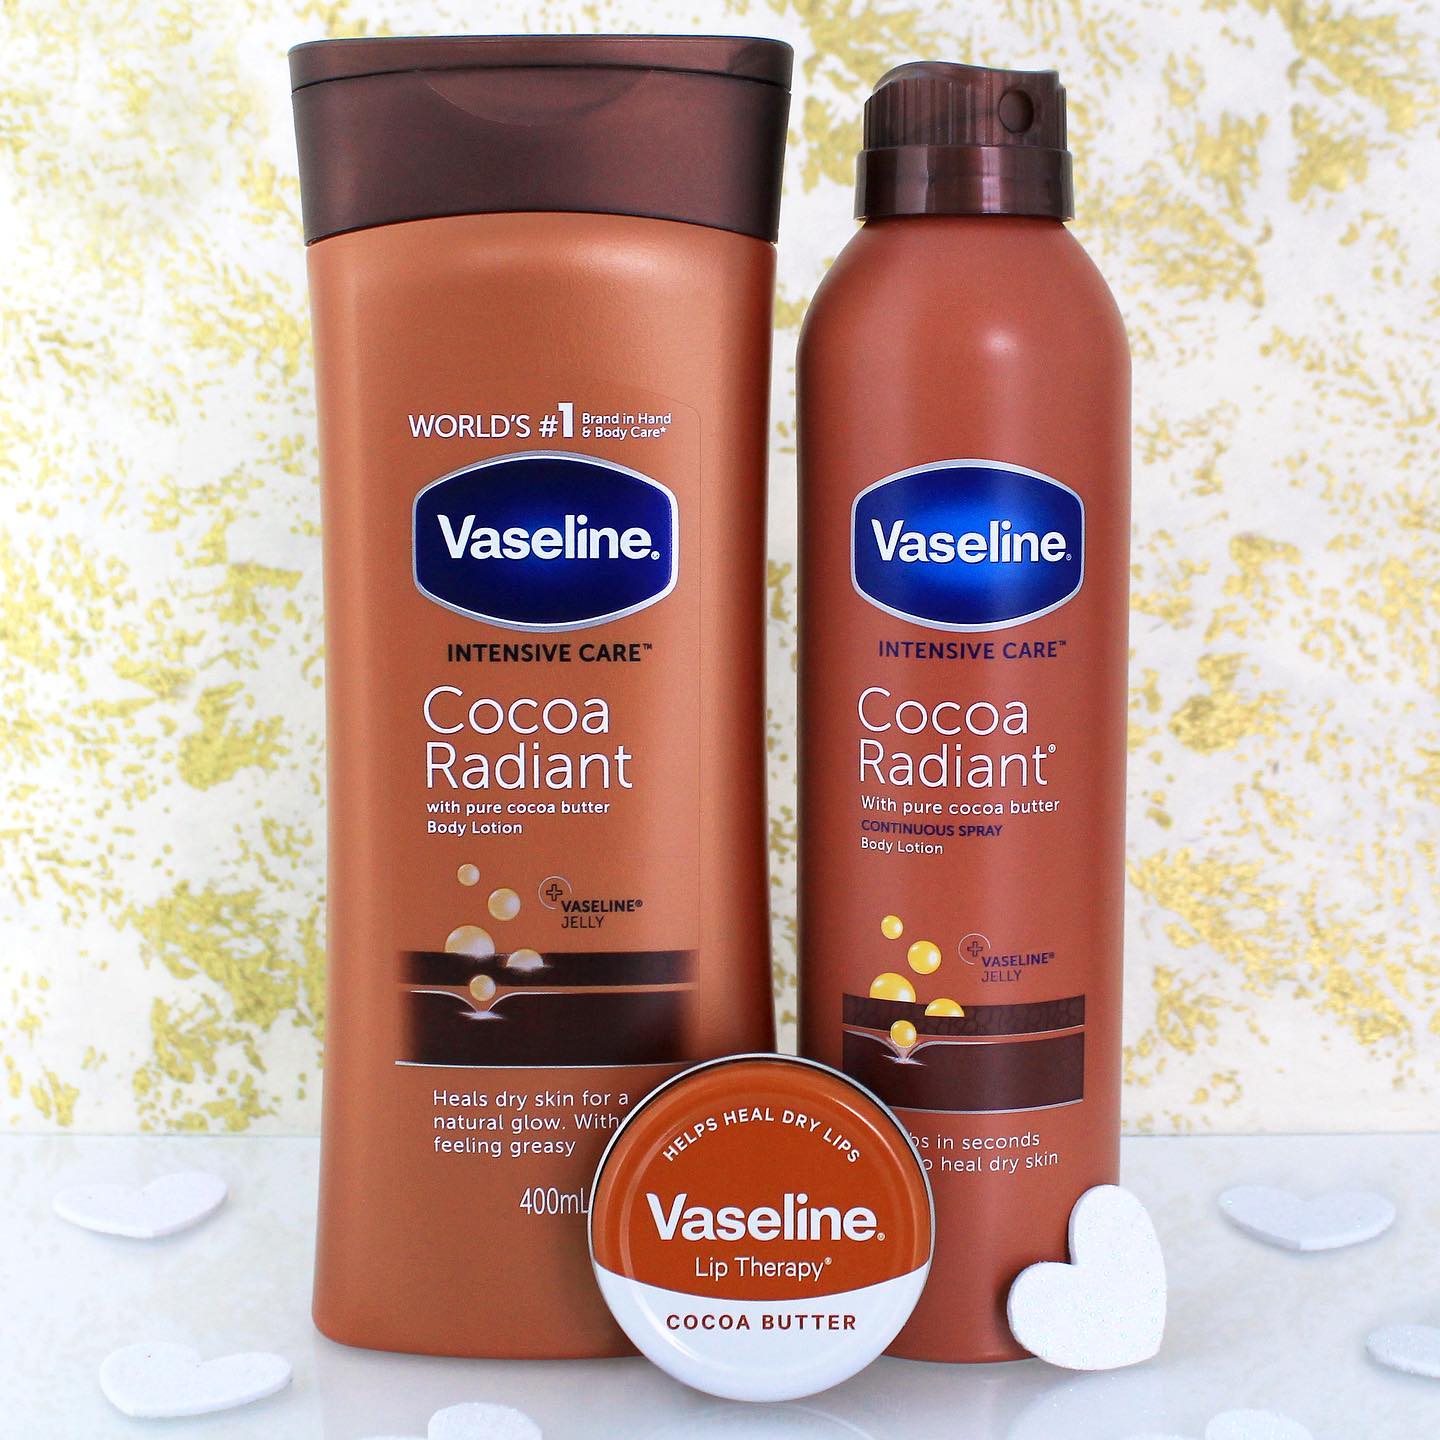 WORLD'S #1 Brand in Hand
& Body Care*
Vaseline®
INTENSIVE CARE™
Cocoa
Radiant
with pure cocoa butter
Body Lotion
VASELINE®
JELLY
Heals dry skin for a
natural glow. With
feeling greasy
400mL
Vaseline®
INTENSIVE CARE™
Cocoa
Radiant®
With pure cocoa butter
CONTINUOUS SPRAY
Body Lotion
VASELINE®
JELLY
in seconds
heal dry skin
HELPS HEAL DRY LIPS
Vaseline®
Lip Therapy®
COCOA BUTTER